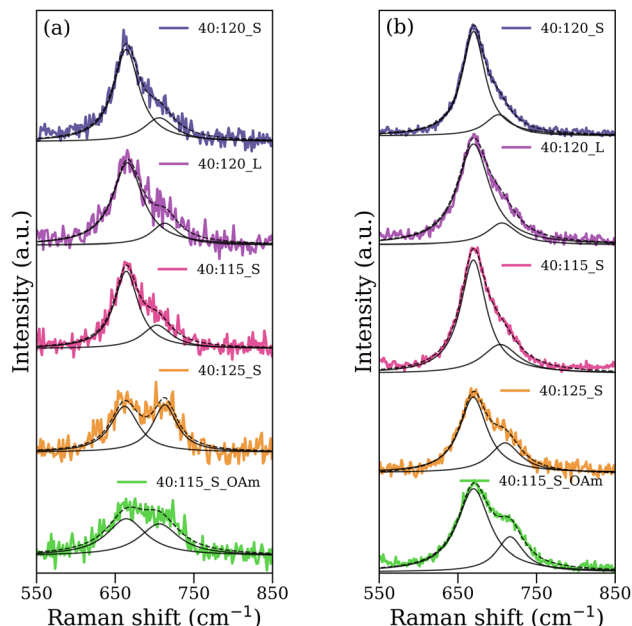 (a)
40:120_S
40:120_L
40:115_S
40:125_S
40:115_S_OAm
Intensity (a.u.)
550 650 750 850
Raman shift (cm⁻¹)
(b)
40:120_S
40:120_L
40:115_S
40:125_S
40:115_S_OAm
Intensity (a.u.)
550 650 750 850
Raman shift (cm⁻¹)